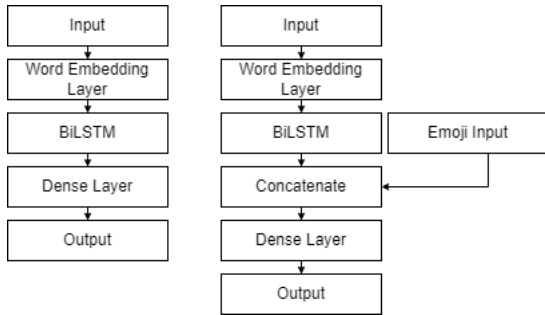 Input
Word Embedding
Layer
BiLSTM
Dense Layer
Output
Input
Word Embedding
Layer
BiLSTM
Emoji Input
Concatenate
Dense Layer
Output